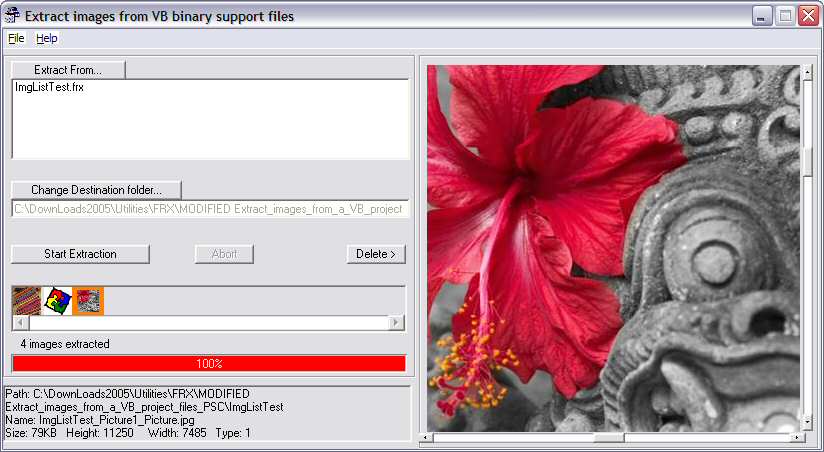 Extract images from VB binary support files
File Help
Extract From...
ImgListTest.frx
Change Destination folder...
C:\DownLoads2005\Utilities\FRX\MODIFIED Extract_images_from_a_VB_project
Start Extraction Abort Delete >
4 images extracted
100%
Path: C:\DownLoads2005\Utilities\FRX\MODIFIED
Extract_images_from_a_VB_project_files_PSC\ImgListTest
Name: ImgListTest_Picture1_Picture.jpg
Size: 79KB Height: 11250 Width: 7485 Type: 1